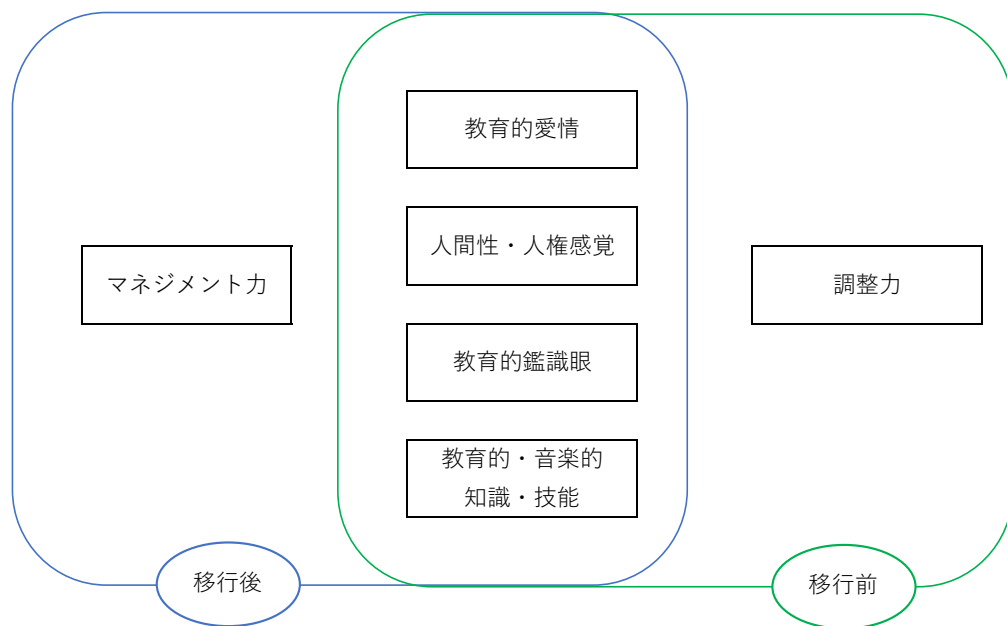 教育的愛情
人間性・人権感覚
マネジメント力
調整力
教育的鑑識眼
教育的・音楽的
知識・技能
移行後
移行前